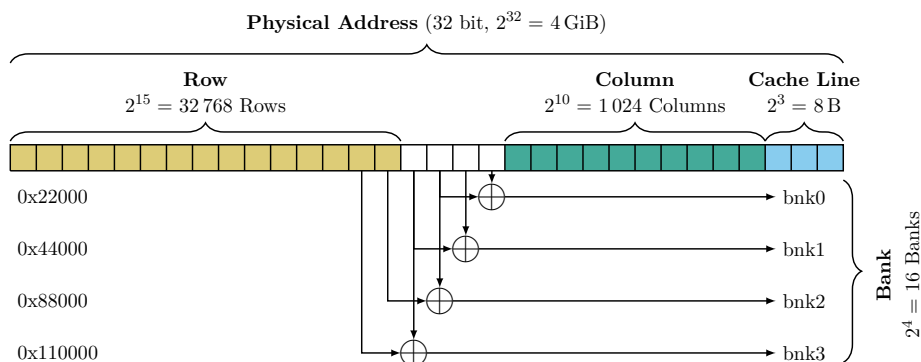 Physical Address (32 bit, 2³² = 4 GiB)
Row
2¹⁵ = 32 768 Rows
Column
2¹⁰ = 1 024 Columns
Cache Line
2³ = 8 B
0x22000
bnk0
0x44000
bnk1
0x88000
bnk2
0x110000
bnk3
Bank
2⁴ = 16 Banks